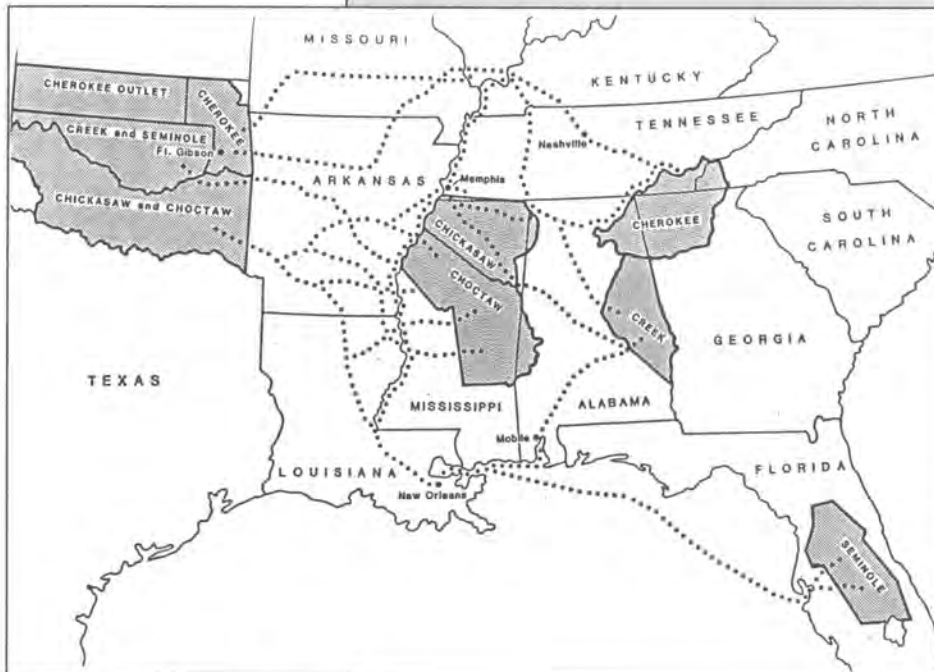 MISSOURI
KENTUCKY
CHEROKEE OUTLET
CHEROKEE
TENNESSEE
NORTH
CAROLINA
CREEK and SEMINOLE
Ft. Gibson
Nashville
ARKANSAS
Memphis
CHICKASAW and CHOCTAW
CHICKASAW
CHEROKEE
SOUTH
CAROLINA
CHOCTAW
CREEK
GEORGIA
TEXAS
MISSISSIPPI
ALABAMA
Mobile
LOUISIANA
FLORIDA
New Orleans
SEMINOLE